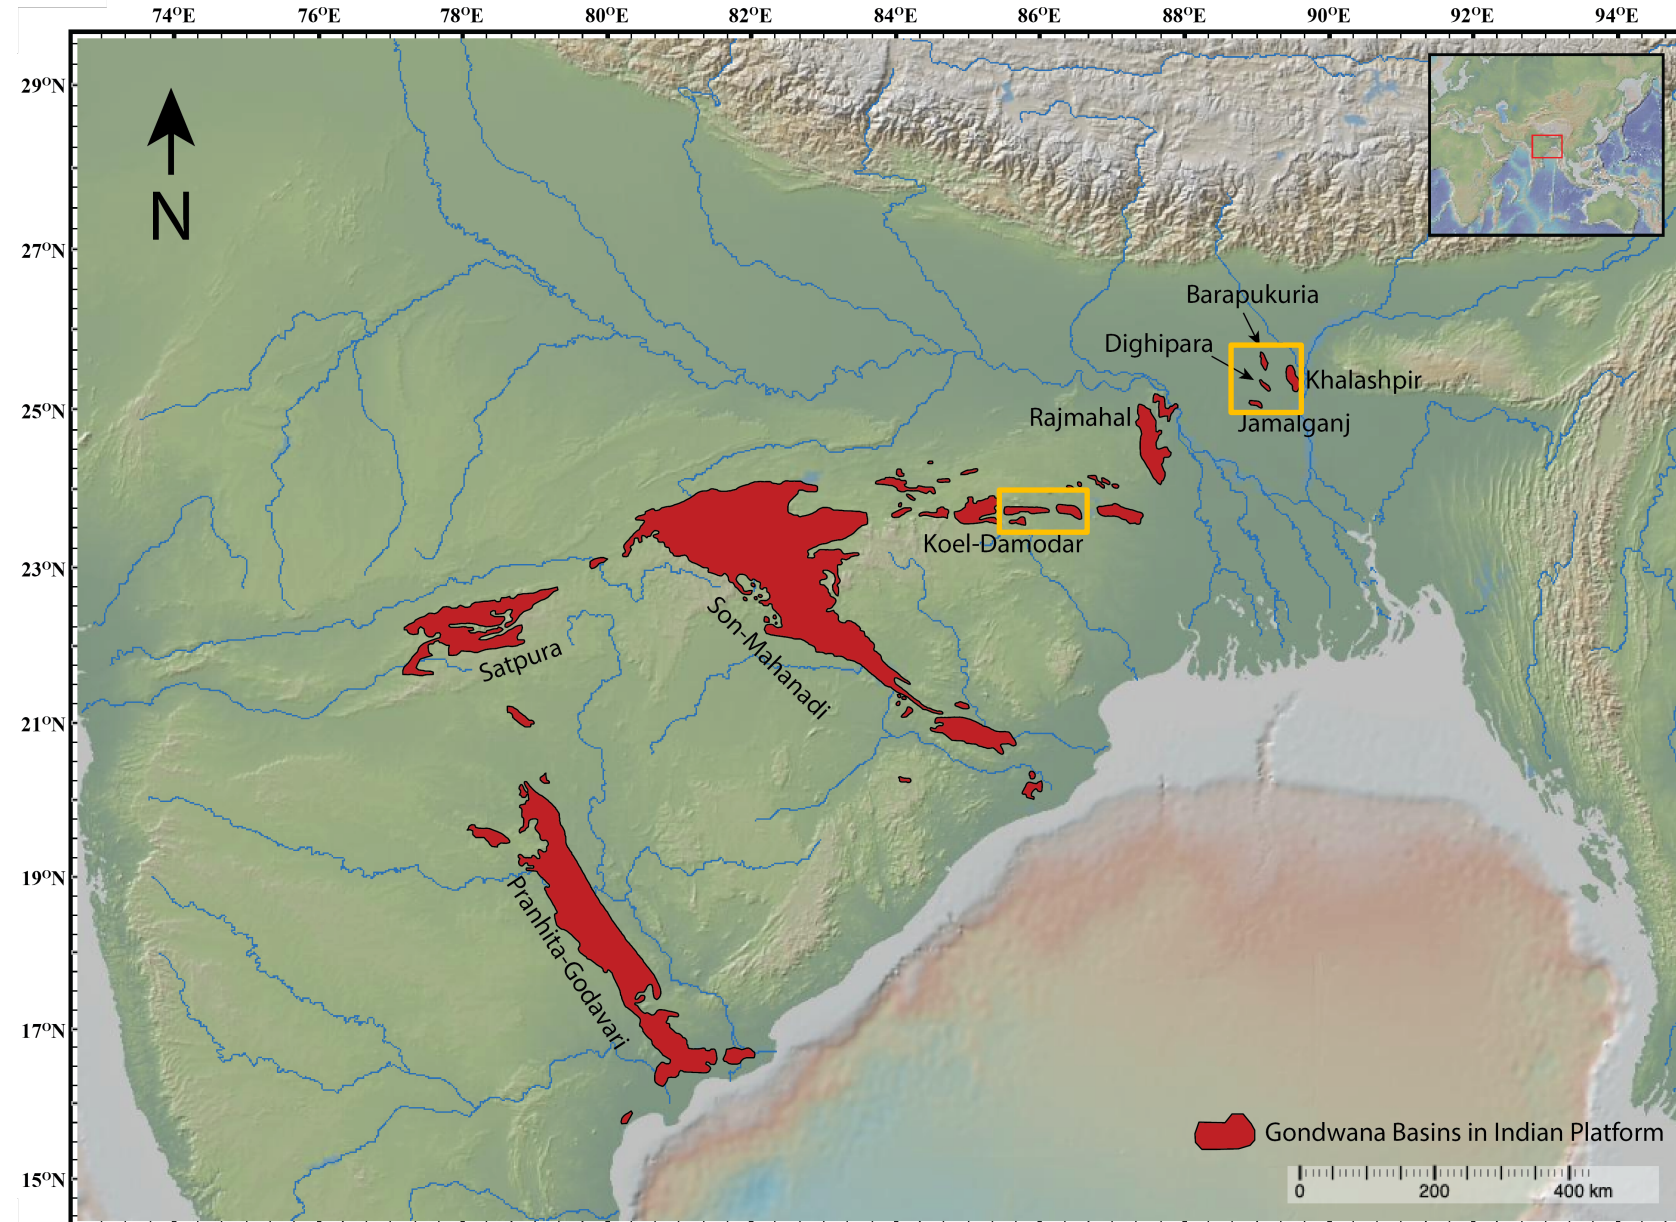 74°E 76°E 78°E 80°E 82°E 84°E 86°E 88°E 90°E 92°E 94°E
29°N
N
27°N
Barapukuria
Dighipara
Khalashpir
25°N
Rajmahal
Jamalganj
Koel-Damodar
23°N
Son-Mahanadi
Satpura
21°N
19°N
Pranhita-Godavari
17°N
Gondwana Basins in Indian Platform
15°N
0 200 400 km